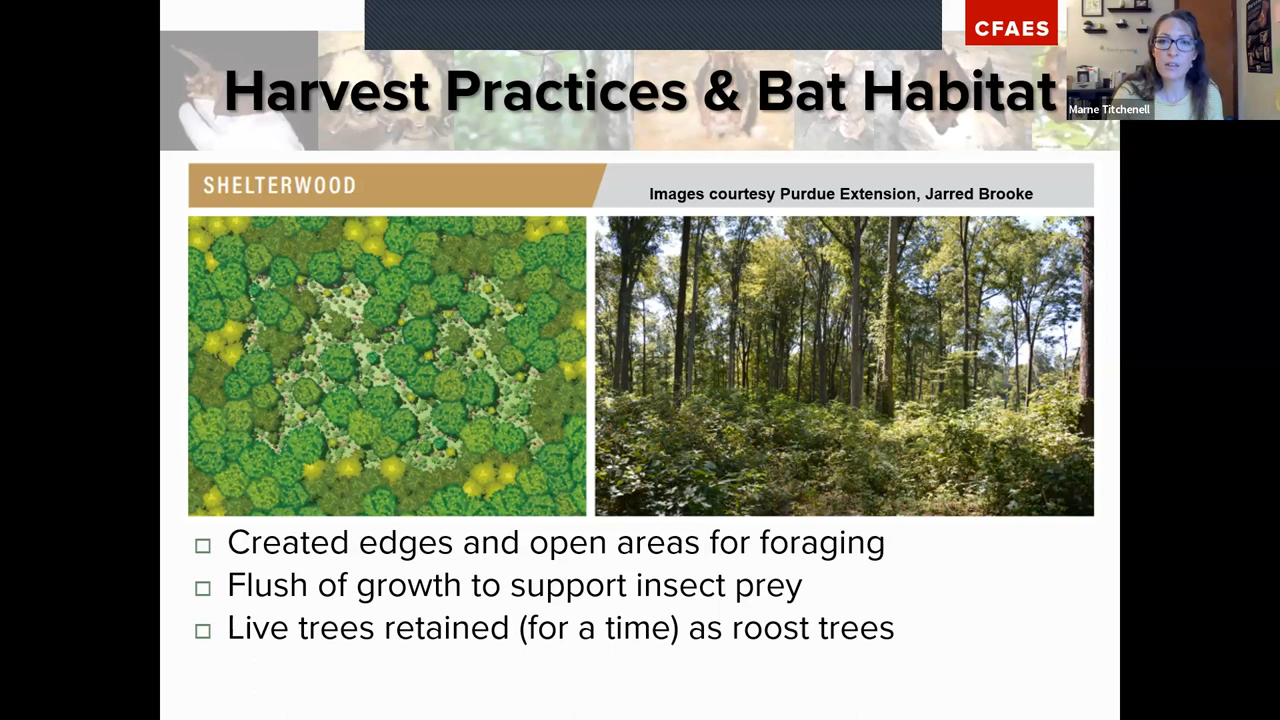 CFAES
Harvest Practices & Bat Habitat
Marne Titchenell
SHELTERWOOD
Images courtesy Purdue Extension, Jarred Brooke
Created edges and open areas for foraging
Flush of growth to support insect prey
Live trees retained (for a time) as roost trees